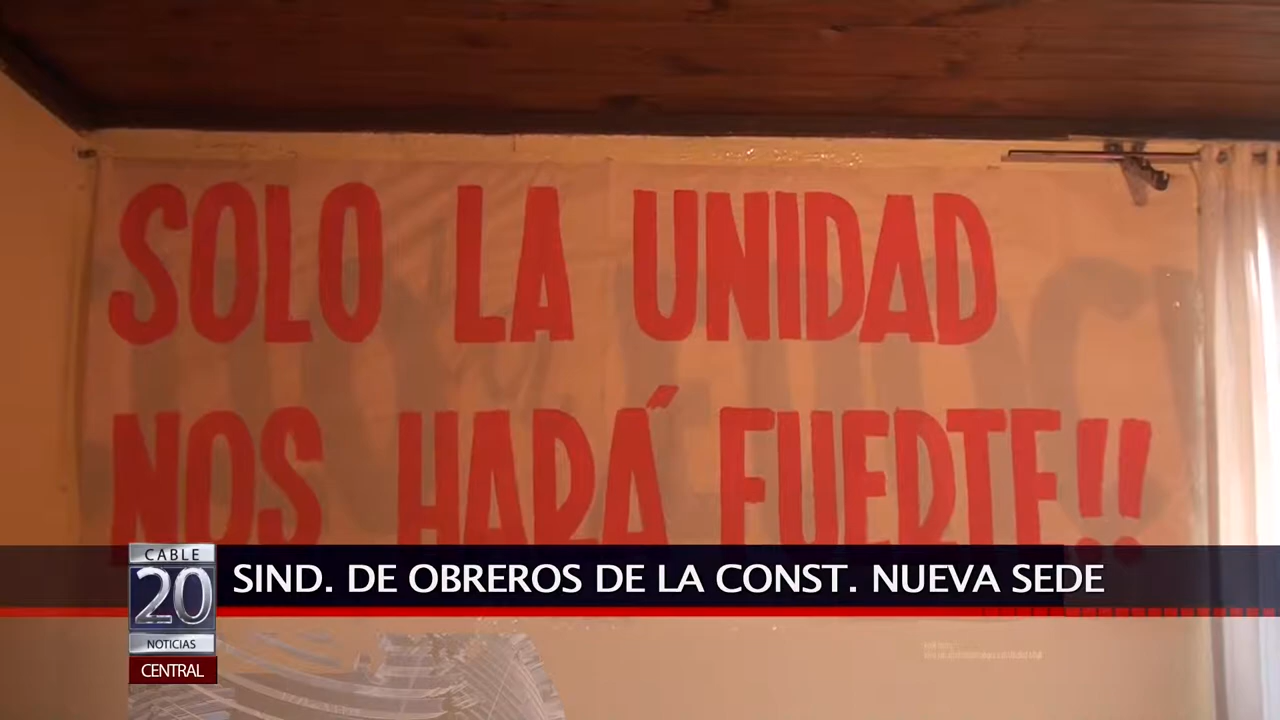 SOLO LA UNIDAD
NOS HARÁ FUERTE!!
CABLE
20
NOTICIAS
CENTRAL
SIND. DE OBREROS DE LA CONST. NUEVA SEDE